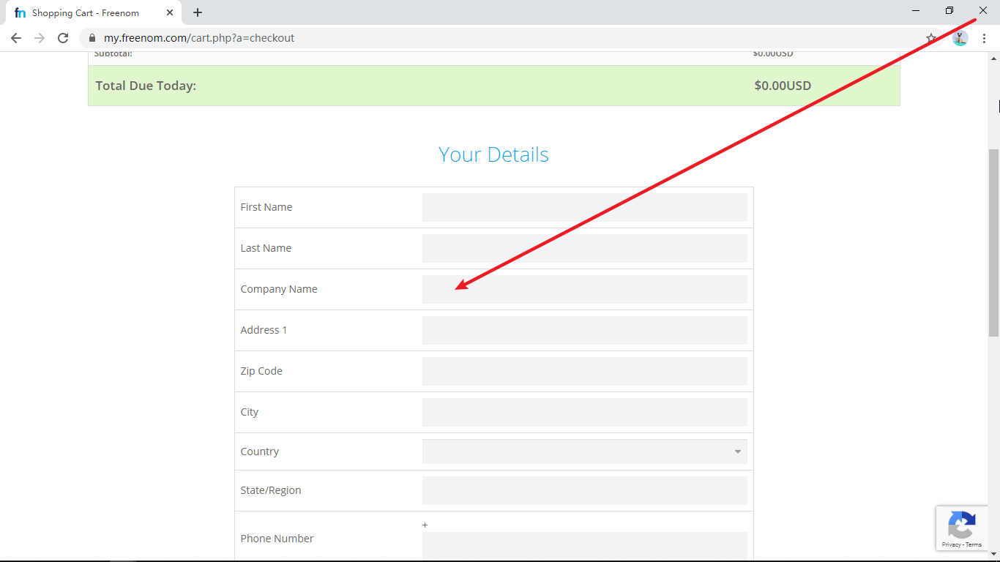 fn Shopping Cart - Freenom
my.freenom.com/cart.php?a=checkout
Subtotal: $0.00USD
Total Due Today: $0.00USD
Your Details
First Name
Last Name
Company Name
Address 1
Zip Code
City
Country
State/Region
+
Phone Number
Privacy - Terms